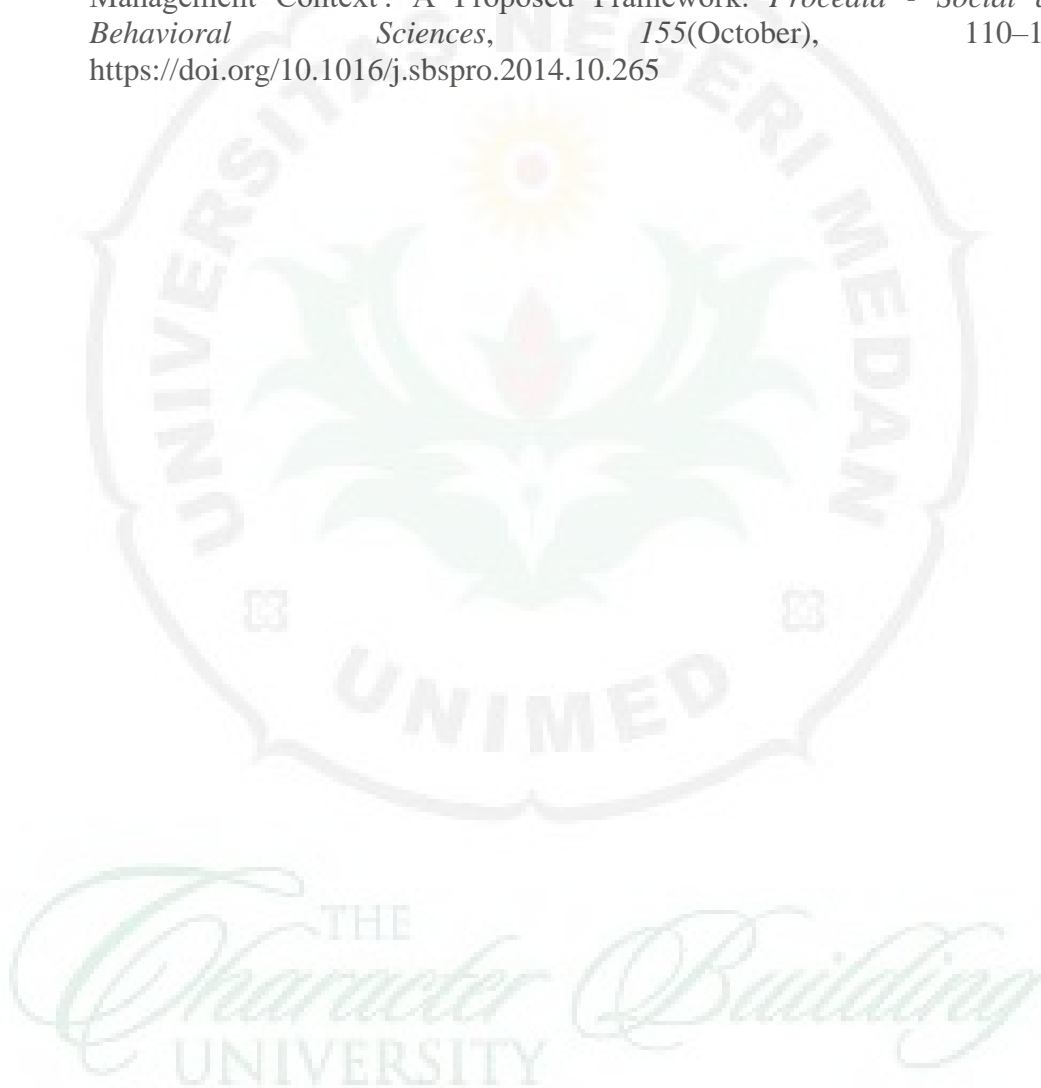 Management Context : A Proposed Framework. Procedia - Social
Behavioral Sciences, 155(October), 110–1
https://doi.org/10.1016/j.sbspro.2014.10.265
UNIVERSITAS NEGERI MEDAN
UNIMED
THE
Character Building
UNIVERSITY